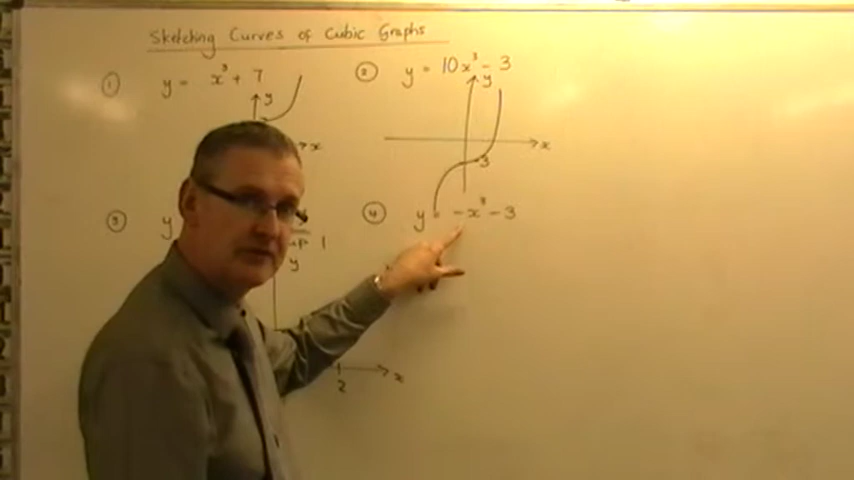 Sketching Curves of Cubic Graphs
① y = x³ + 7
y
x
② y = 10x³ - 3
y
x
-3
③ y
1
y
2
x
④ y = -x³ - 3